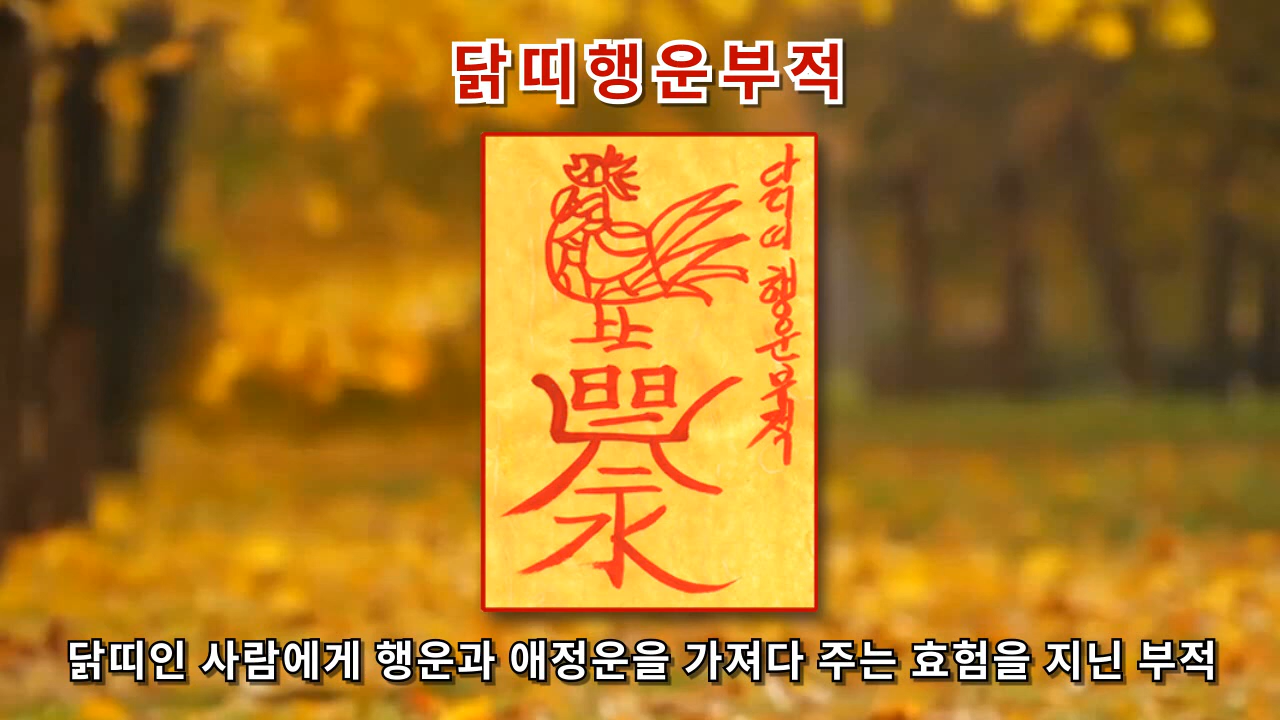 닭띠행운부적
닭띠 행운부적
닭띠인 사람에게 행운과 애정운을 가져다 주는 효험을 지닌 부적